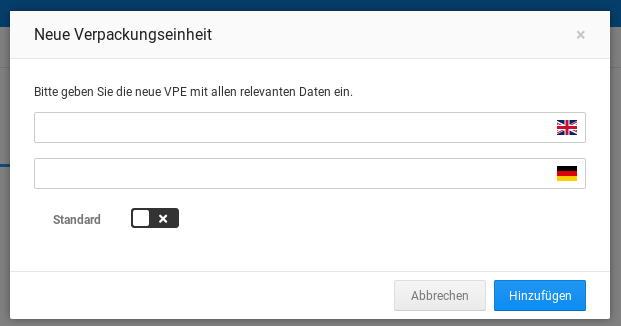 Neue Verpackungseinheit
Bitte geben Sie die neue VPE mit allen relevanten Daten ein.
Standard
Abbrechen
Hinzufügen